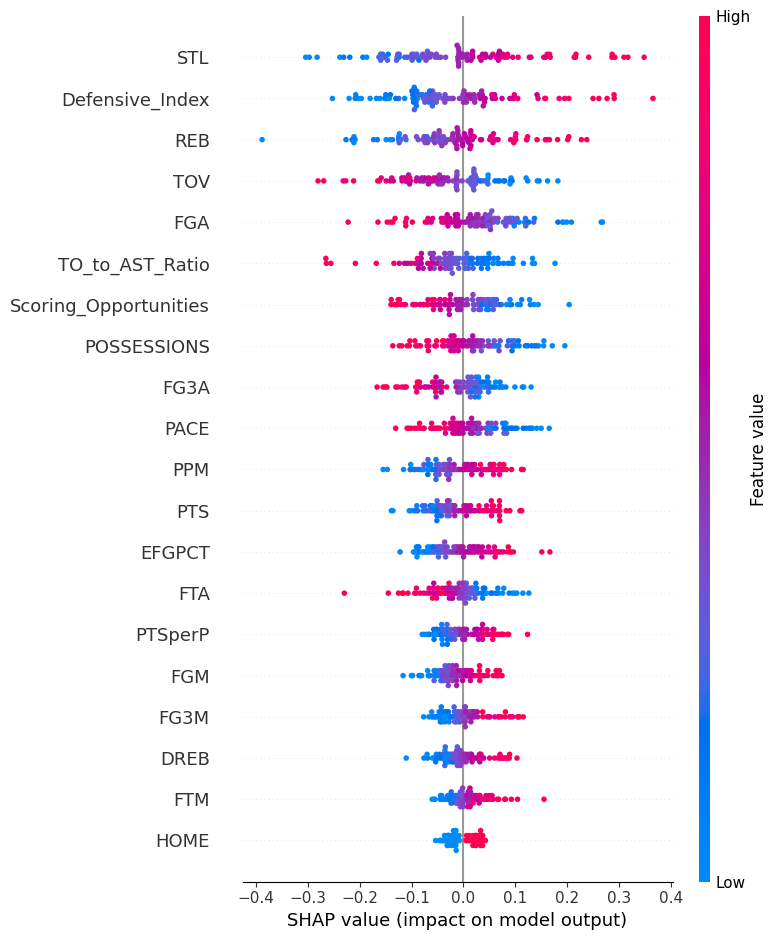 High
STL
Defensive_Index
REB
TOV
FGA
TO_to_AST_Ratio
Scoring_Opportunities
POSSESSIONS
FG3A
PACE
PPM
PTS
EFGPCT
FTA
PTSperP
FGM
FG3M
DREB
FTM
HOME
Feature value
Low
−0.4 −0.3 −0.2 −0.1 0.0 0.1 0.2 0.3 0.4
SHAP value (impact on model output)